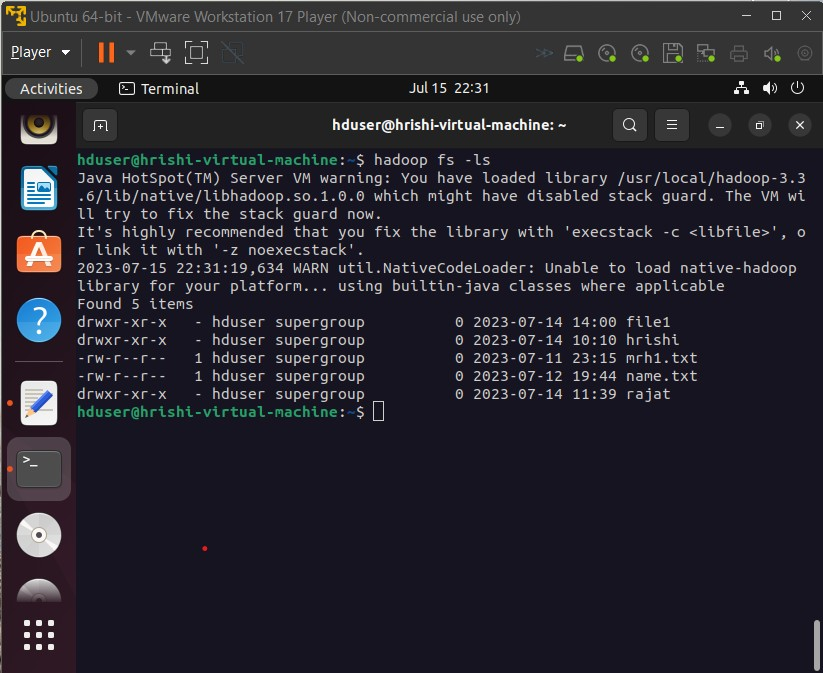 Ubuntu 64-bit - VMware Workstation 17 Player (Non-commercial use only)
Player
Activities
Terminal
Jul 15 22:31
hduser@hrishi-virtual-machine: ~
hduser@hrishi-virtual-machine:~$ hadoop fs -ls
Java HotSpot(TM) Server VM warning: You have loaded library /usr/local/hadoop-3.3
.6/lib/native/libhadoop.so.1.0.0 which might have disabled stack guard. The VM wi
ll try to fix the stack guard now.
It's highly recommended that you fix the library with 'execstack -c <libfile>', o
r link it with '-z noexecstack'.
2023-07-15 22:31:19,634 WARN util.NativeCodeLoader: Unable to load native-hadoop
library for your platform... using builtin-java classes where applicable
Found 5 items
drwxr-xr-x   - hduser supergroup          0 2023-07-14 14:00 file1
drwxr-xr-x   - hduser supergroup          0 2023-07-14 10:10 hrishi
-rw-r--r--   1 hduser supergroup          0 2023-07-11 23:15 mrh1.txt
-rw-r--r--   1 hduser supergroup          0 2023-07-12 19:44 name.txt
drwxr-xr-x   - hduser supergroup          0 2023-07-14 11:39 rajat
hduser@hrishi-virtual-machine:~$